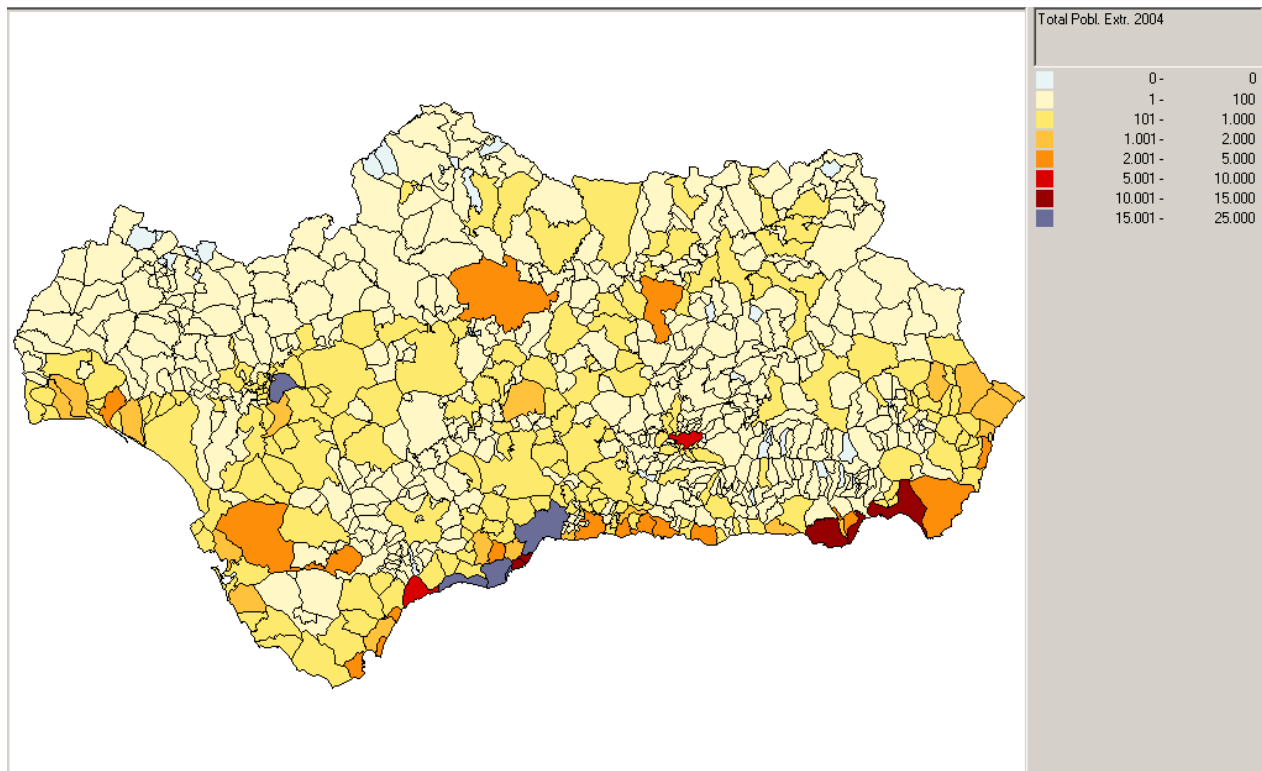 Total Pobl. Extr. 2004
0 - 0
1 - 100
101 - 1.000
1.001 - 2.000
2.001 - 5.000
5.001 - 10.000
10.001 - 15.000
15.001 - 25.000